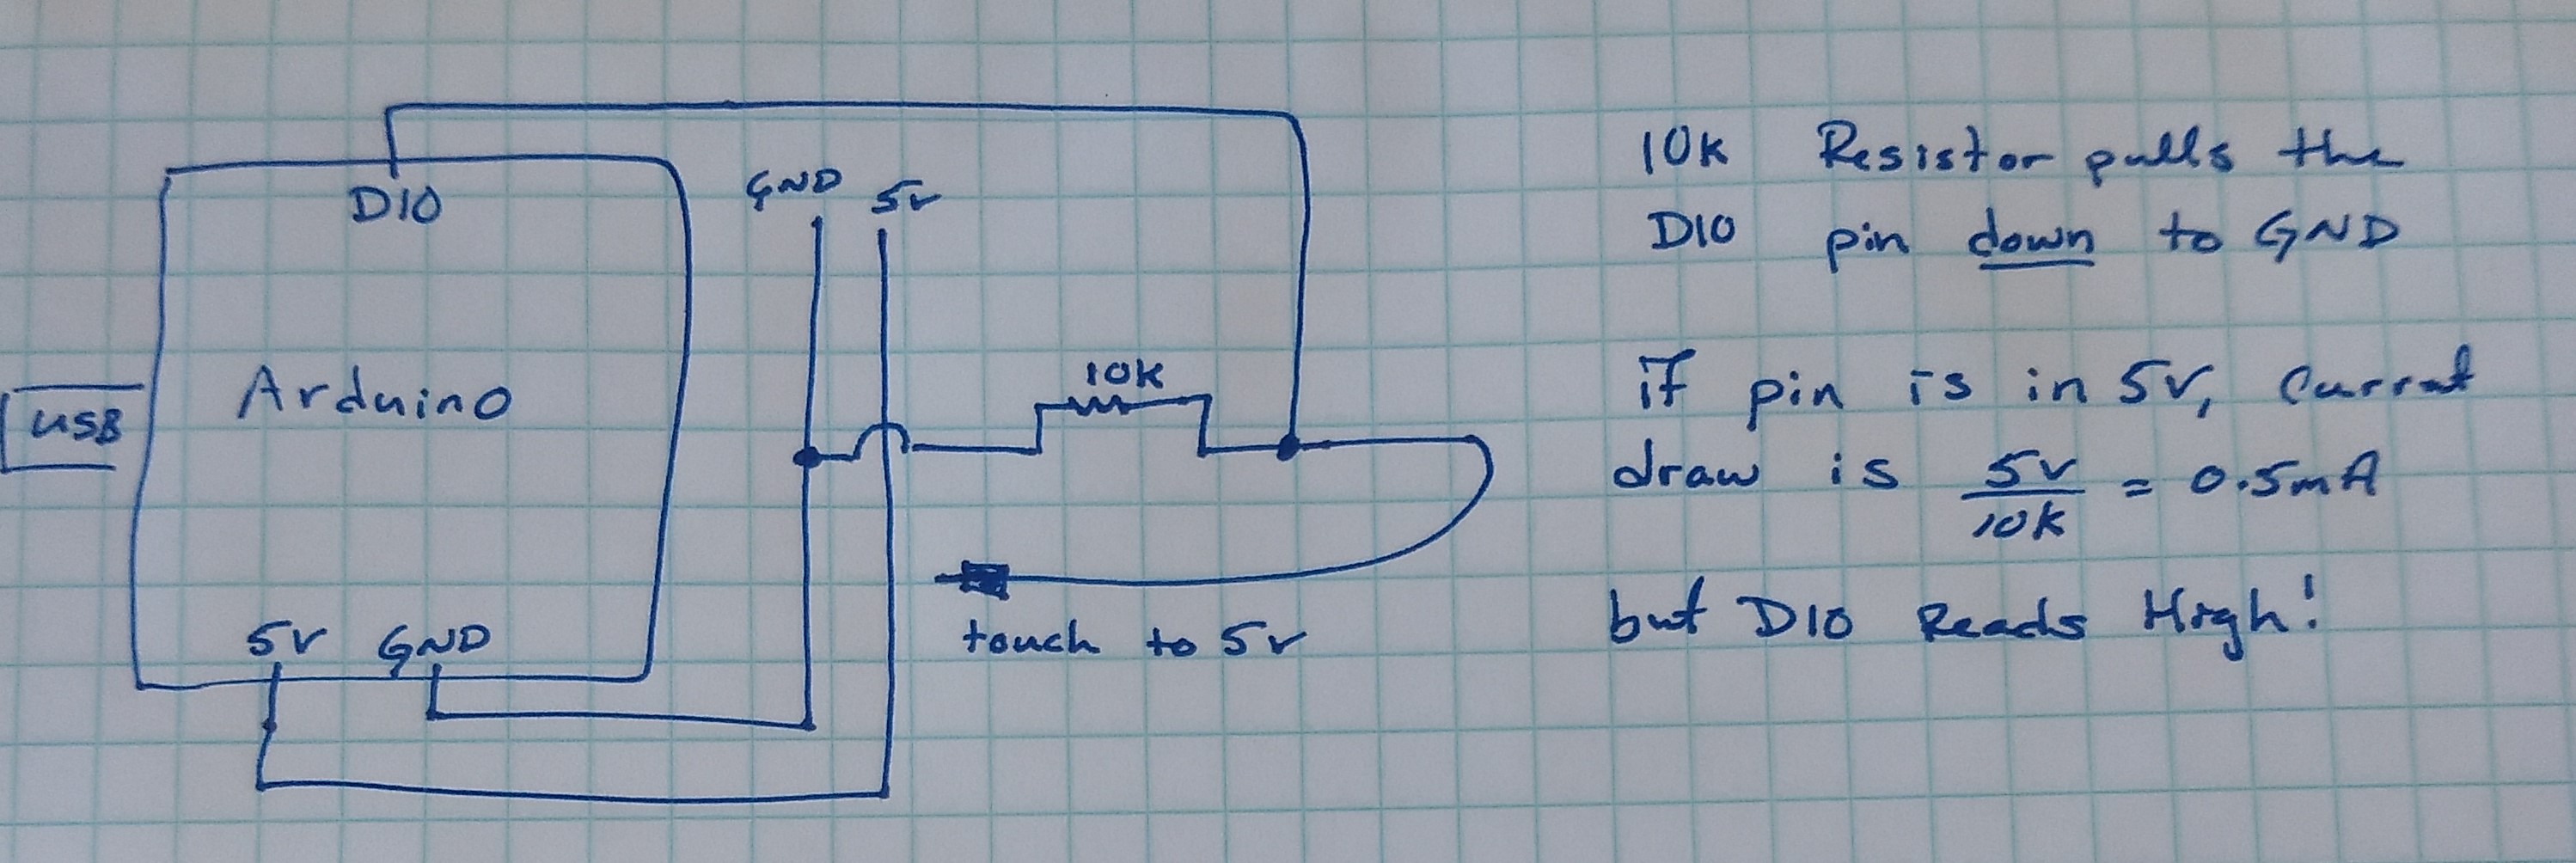 D10
GND 5V
10K
USB
Arduino
5V GND
touch to 5V
10K Resistor pulls the
D10 pin down to GND
if pin is in 5V, Current
draw is 5V/10K = 0.5mA
but D10 Reads High!